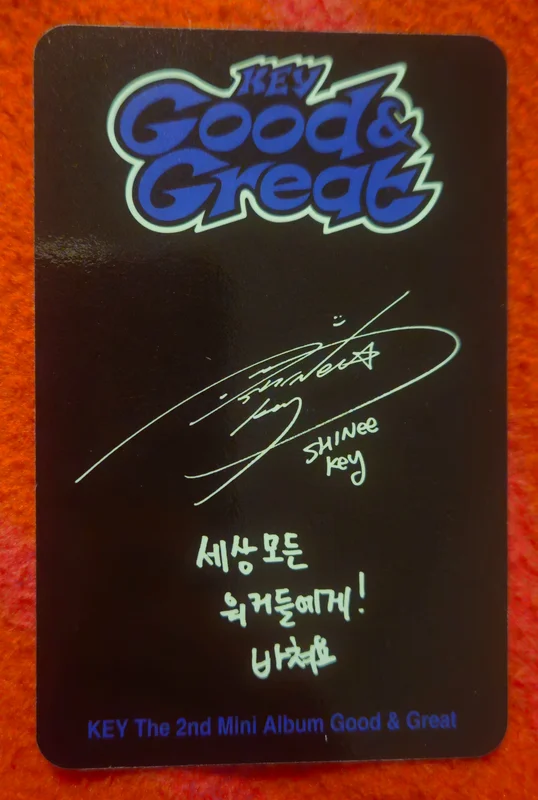 KEY
Good &
Great
SHINee
key
SHINee
key
세상 모든
워커들에게!
바쳐요
KEY The 2nd Mini Album Good & Great